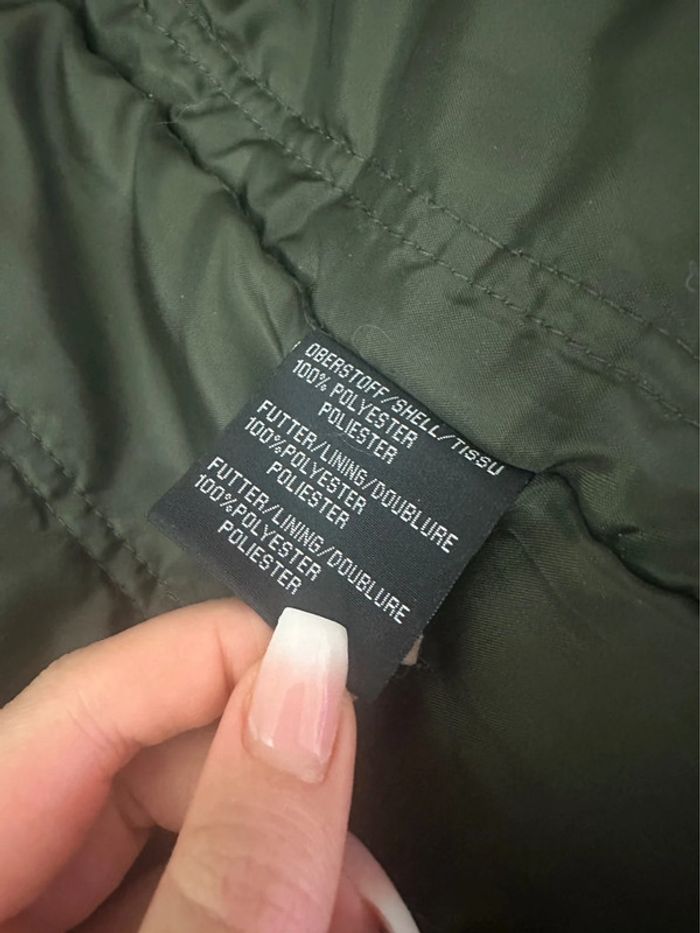 OBERSTOFF/SHELL/TISSU
100% POLYESTER
POLIESTER
FUTTER/LINING/DOUBLURE
100%POLYESTER
POLIESTER
FUTTER/LINING/DOUBLURE
100%POLYESTER
POLIESTER